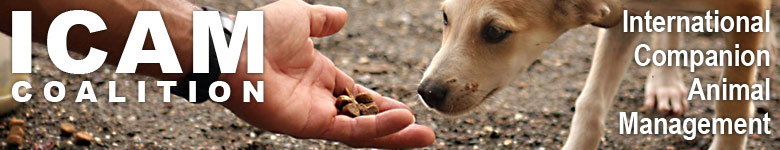 ICAM
COALITION
International
Companion
Animal
Management